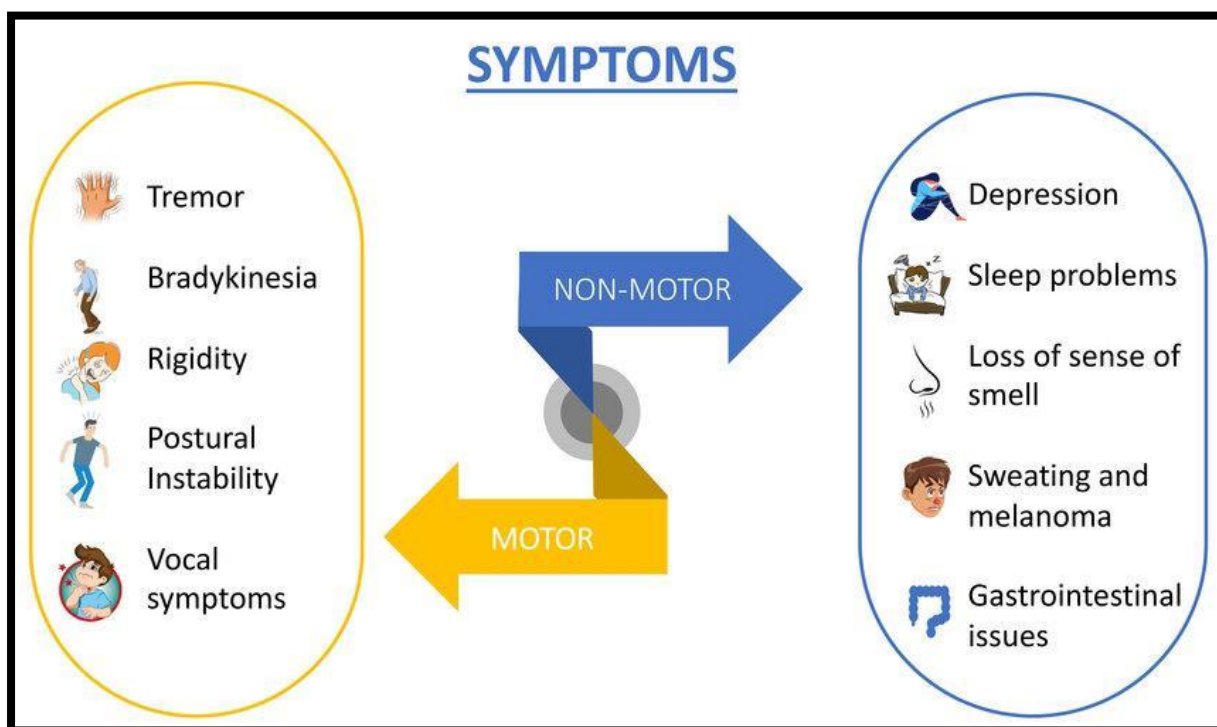 SYMPTOMS
Tremor
Bradykinesia
Rigidity
Postural
Instability
Vocal
symptoms
NON-MOTOR
MOTOR
Depression
Sleep problems
Loss of sense of
smell
Sweating and
melanoma
Gastrointestinal
issues